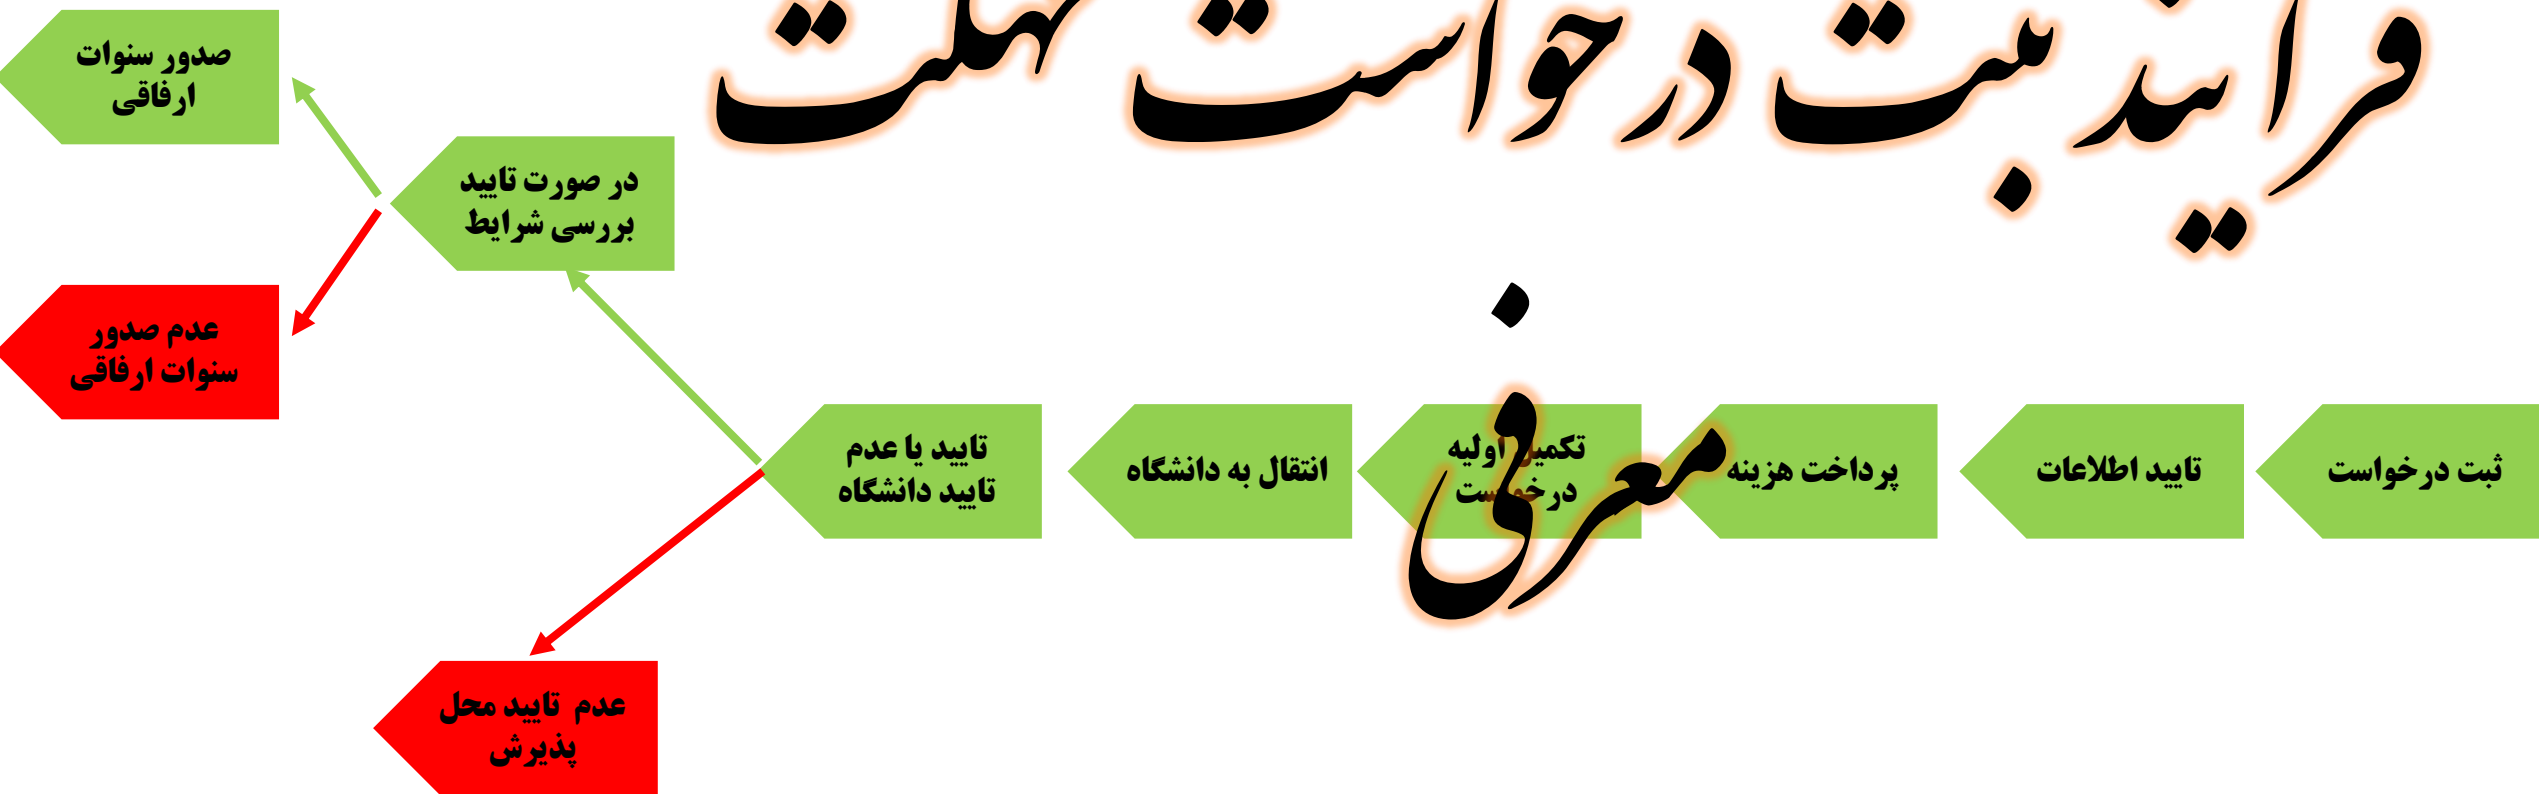 فرایند ثبت درخواست مهلت
معرفی
ثبت درخواست
تایید اطلاعات
پرداخت هزینه
تکمیل اولیه
درخواست
انتقال به دانشگاه
تایید یا عدم
تایید دانشگاه
در صورت تایید
بررسی شرایط
صدور سنوات
ارفاقی
عدم صدور
سنوات ارفاقی
عدم تایید محل
پذیرش